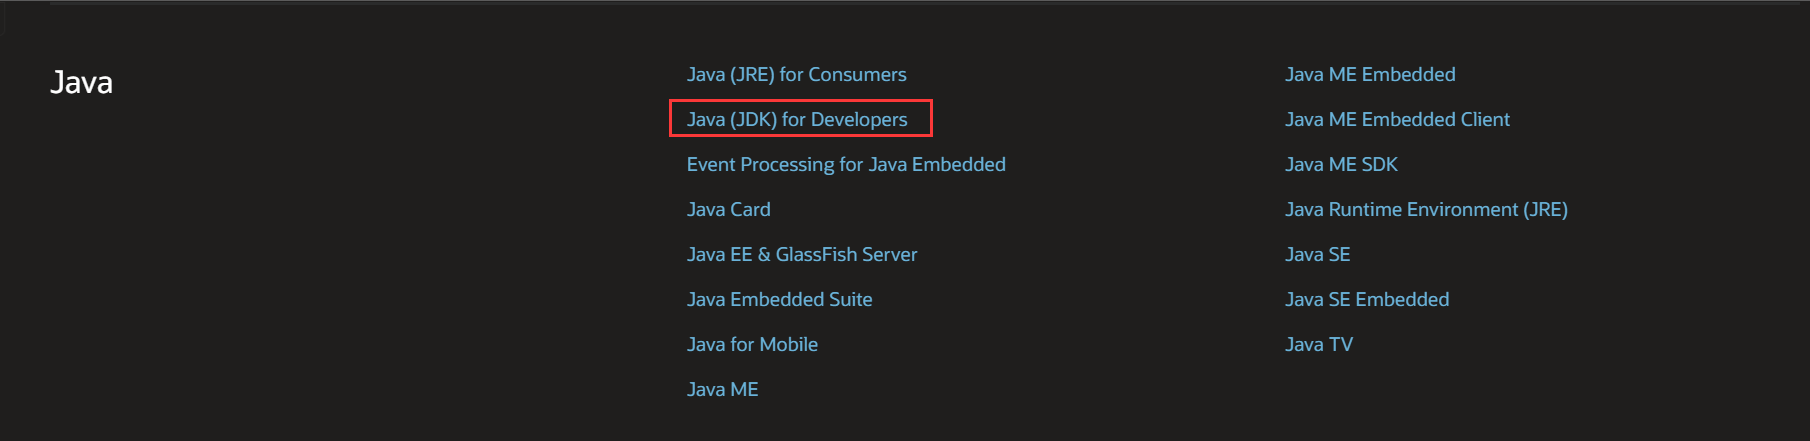 Java
Java (JRE) for Consumers
Java (JDK) for Developers
Event Processing for Java Embedded
Java Card
Java EE & GlassFish Server
Java Embedded Suite
Java for Mobile
Java ME
Java ME Embedded
Java ME Embedded Client
Java ME SDK
Java Runtime Environment (JRE)
Java SE
Java SE Embedded
Java TV